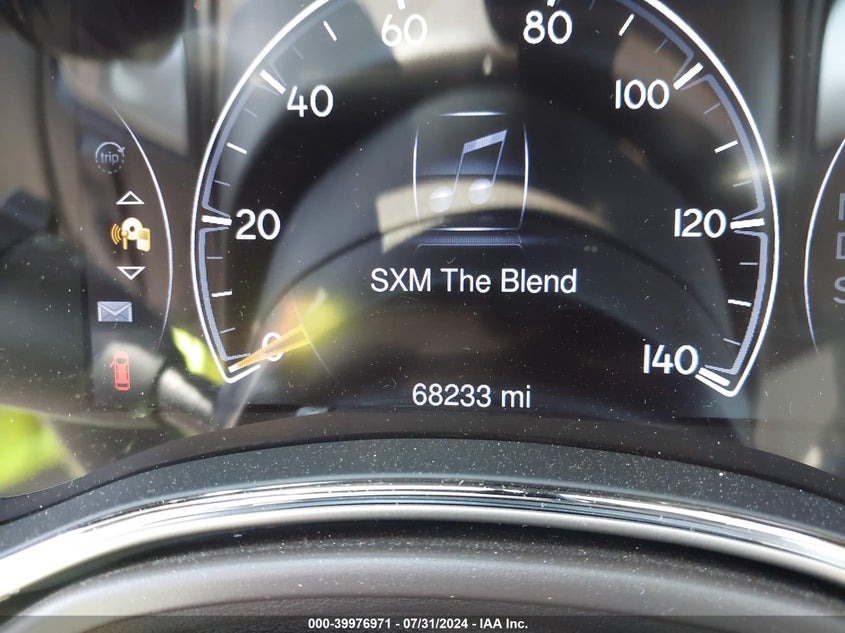 60 80
40 100
trip
20 120
SXM The Blend
0 140
68233 mi
D
S
000-39976971 / 07/31/2024 - IAA Inc.